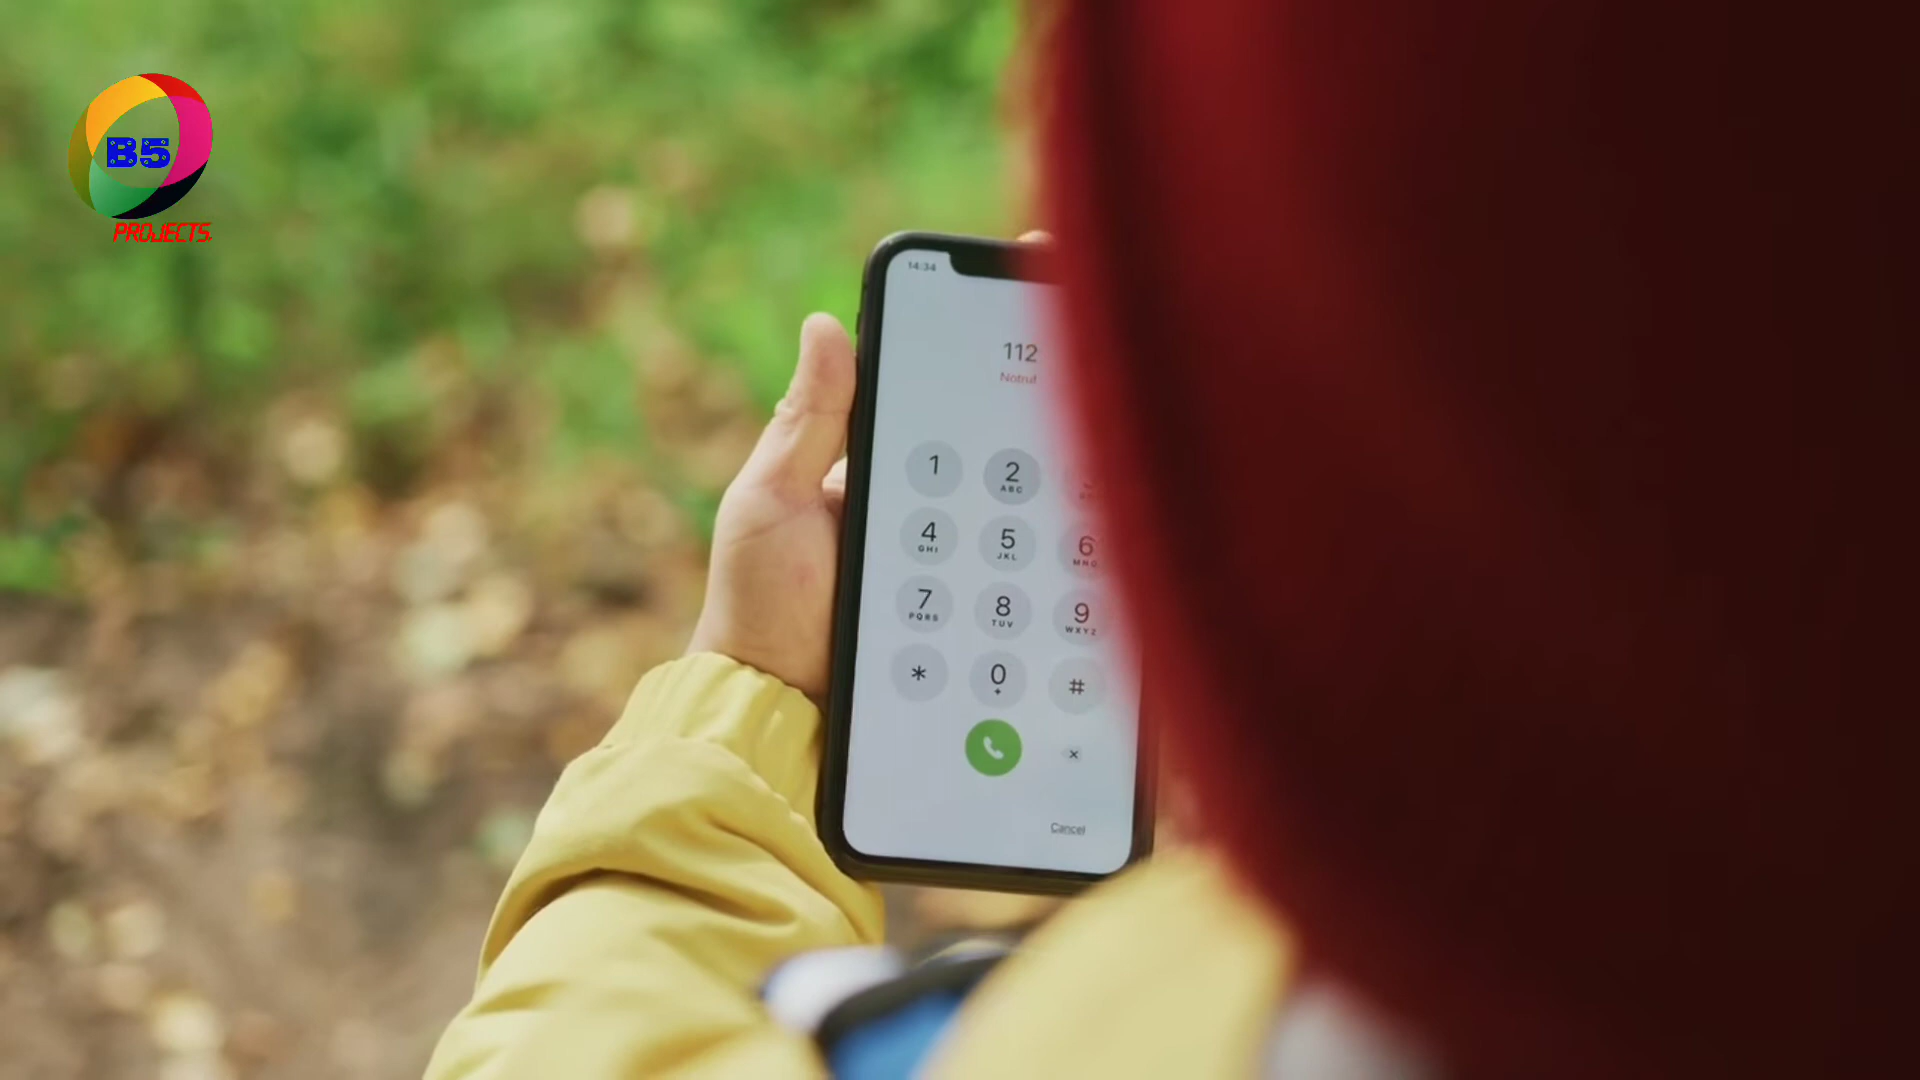 B5
PROJECTS
14:34
112
Notruf
1
2
ABC
4
GHI
5
JKL
6
MNO
7
PQRS
8
TUV
9
WXYZ
*
0
+
#
Cancel